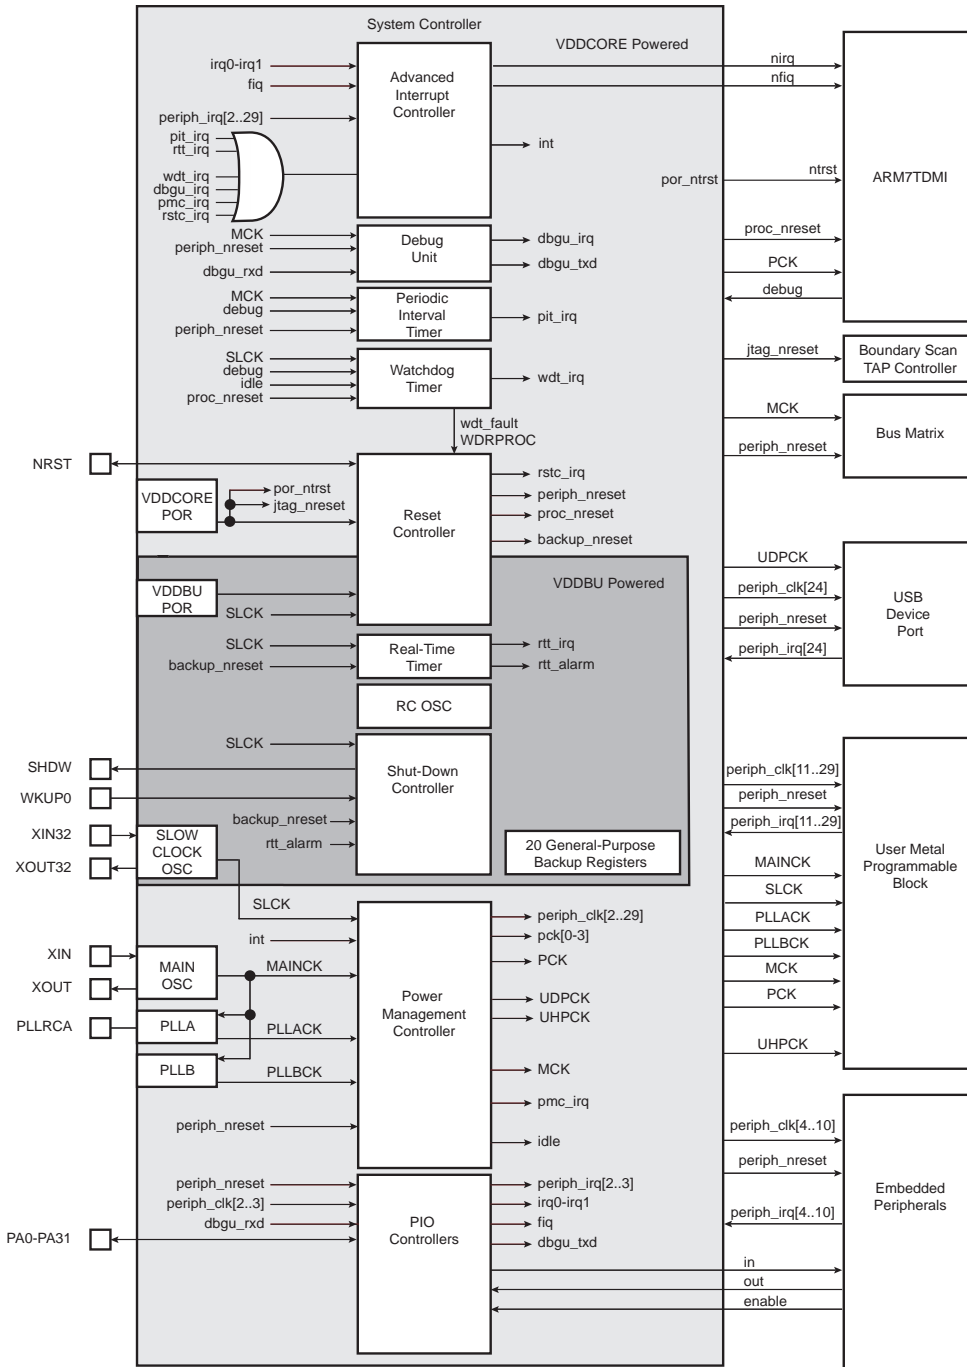 System Controller
VDDCORE Powered
irq0-irq1
fiq
periph_irq[2..29]
pit_irq
rtt_irq
wdt_irq
dbgu_irq
pmc_irq
rstc_irq
Advanced
Interrupt
Controller
int
nirq
nfiq
por_ntrst
ntrst
ARM7TDMI
proc_nreset
PCK
debug
MCK
periph_nreset
dbgu_rxd
Debug
Unit
dbgu_irq
dbgu_txd
MCK
debug
periph_nreset
Periodic
Interval
Timer
pit_irq
SLCK
debug
idle
proc_nreset
Watchdog
Timer
wdt_irq
wdt_fault
WDRPROC
jtag_nreset
Boundary Scan
TAP Controller
MCK
periph_nreset
Bus Matrix
NRST
VDDCORE
POR
por_ntrst
jtag_nreset
Reset
Controller
rstc_irq
periph_nreset
proc_nreset
backup_nreset
VDDBU Powered
VDDBU
POR
SLCK
UDPCK
periph_clk[24]
periph_nreset
periph_irq[24]
USB
Device
Port
SLCK
backup_nreset
Real-Time
Timer
rtt_irq
rtt_alarm
RC OSC
SLCK
SHDW
WKUP0
Shut-Down
Controller
backup_nreset
rtt_alarm
XIN32
XOUT32
SLOW
CLOCK
OSC
20 General-Purpose
Backup Registers
periph_clk[11..29]
periph_nreset
periph_irq[11..29]
MAINCK
SLCK
PLLACK
PLLBCK
MCK
PCK
UHPCK
User Metal
Programmable
Block
SLCK
int
XIN
XOUT
MAIN
OSC
MAINCK
PLLRCA
PLLA
PLLACK
PLLB
PLLBCK
periph_nreset
Power
Management
Controller
periph_clk[2..29]
pck[0-3]
PCK
UDPCK
UHPCK
MCK
pmc_irq
idle
periph_nreset
periph_clk[2..3]
dbgu_rxd
PA0-PA31
PIO
Controllers
periph_irq[2..3]
irq0-irq1
fiq
dbgu_txd
periph_clk[4..10]
periph_nreset
periph_irq[4..10]
in
out
enable
Embedded
Peripherals